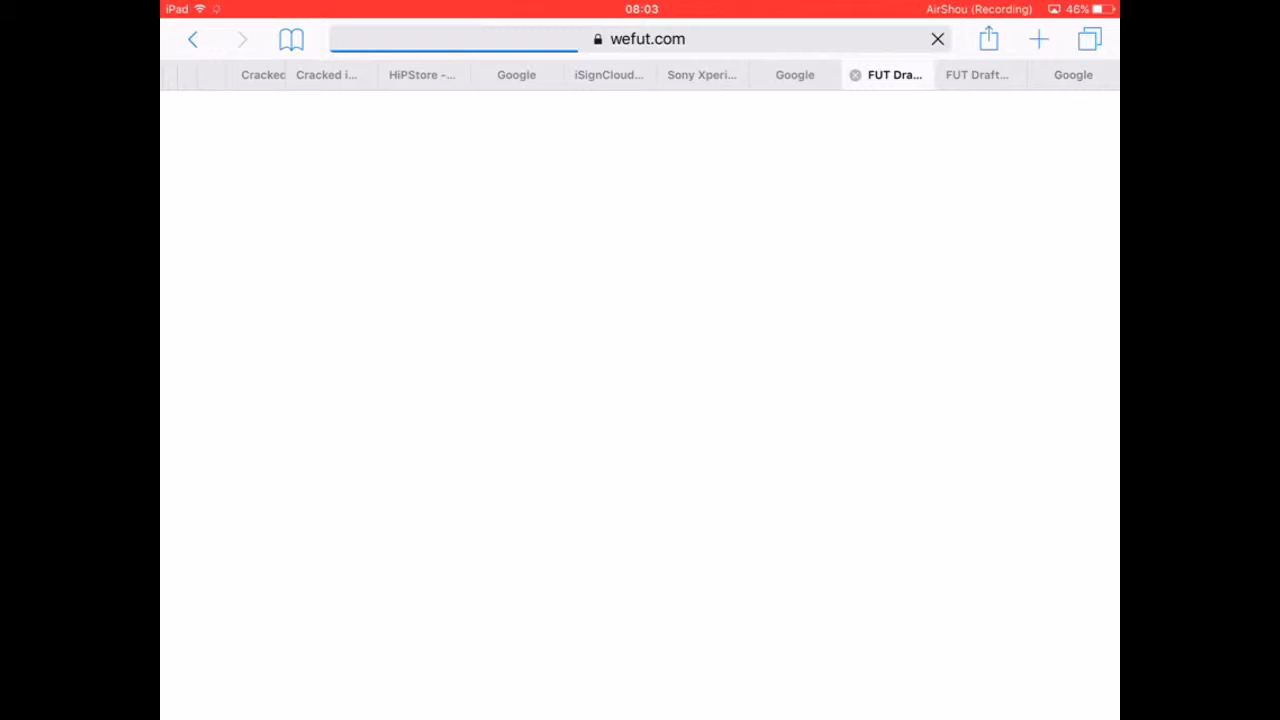 iPad 08:03 AirShou (Recording) 46%
wefut.com
Cracked Cracked i... HiPStore -... Google iSignCloud... Sony Xperi... Google FUT Dra... FUT Draft... Google